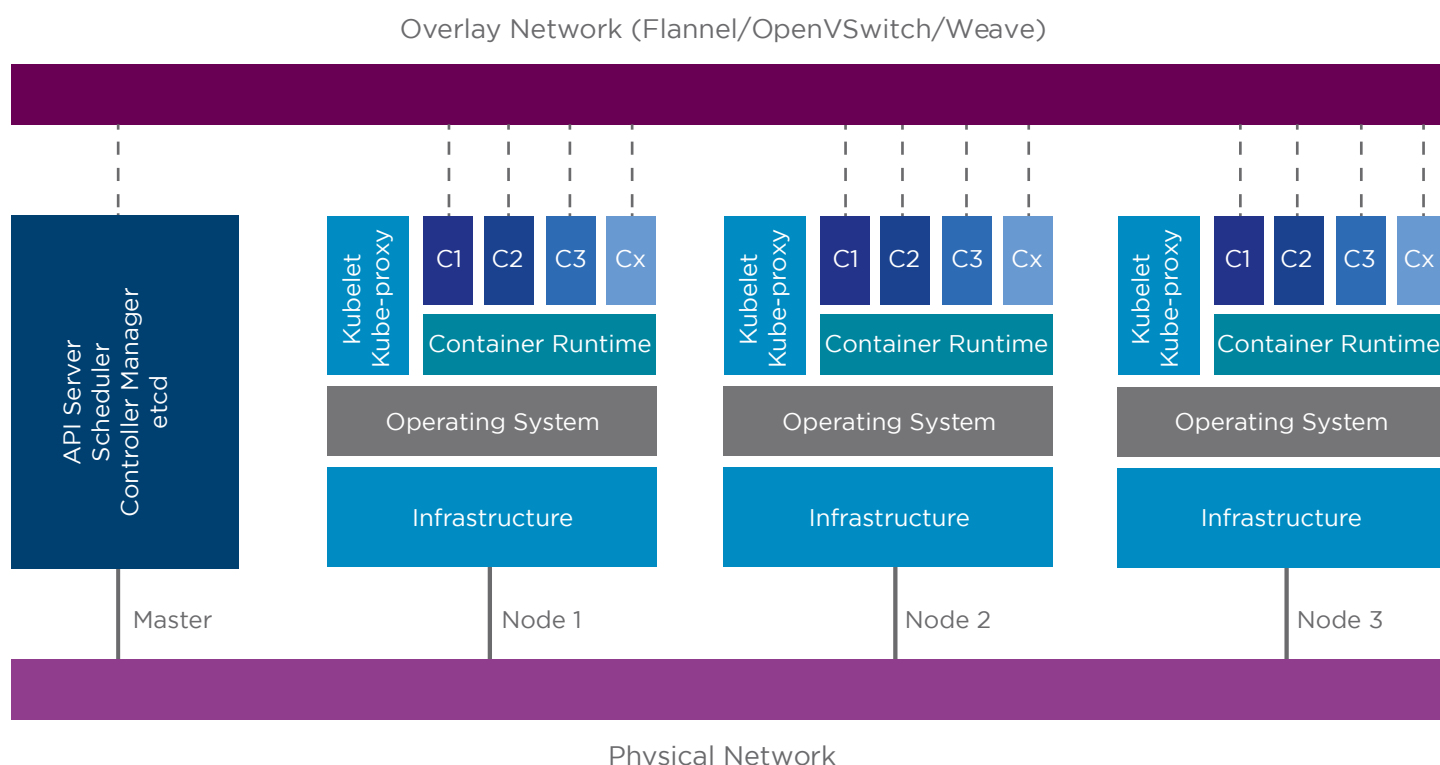 Overlay Network (Flannel/OpenVSwitch/Weave)
API Server
Scheduler
Controller Manager
etcd
Kubelet
Kube-proxy
C1
C2
C3
Cx
Container Runtime
Operating System
Infrastructure
Kubelet
Kube-proxy
C1
C2
C3
Cx
Container Runtime
Operating System
Infrastructure
Kubelet
Kube-proxy
C1
C2
C3
Cx
Container Runtime
Operating System
Infrastructure
Master
Node 1
Node 2
Node 3
Physical Network